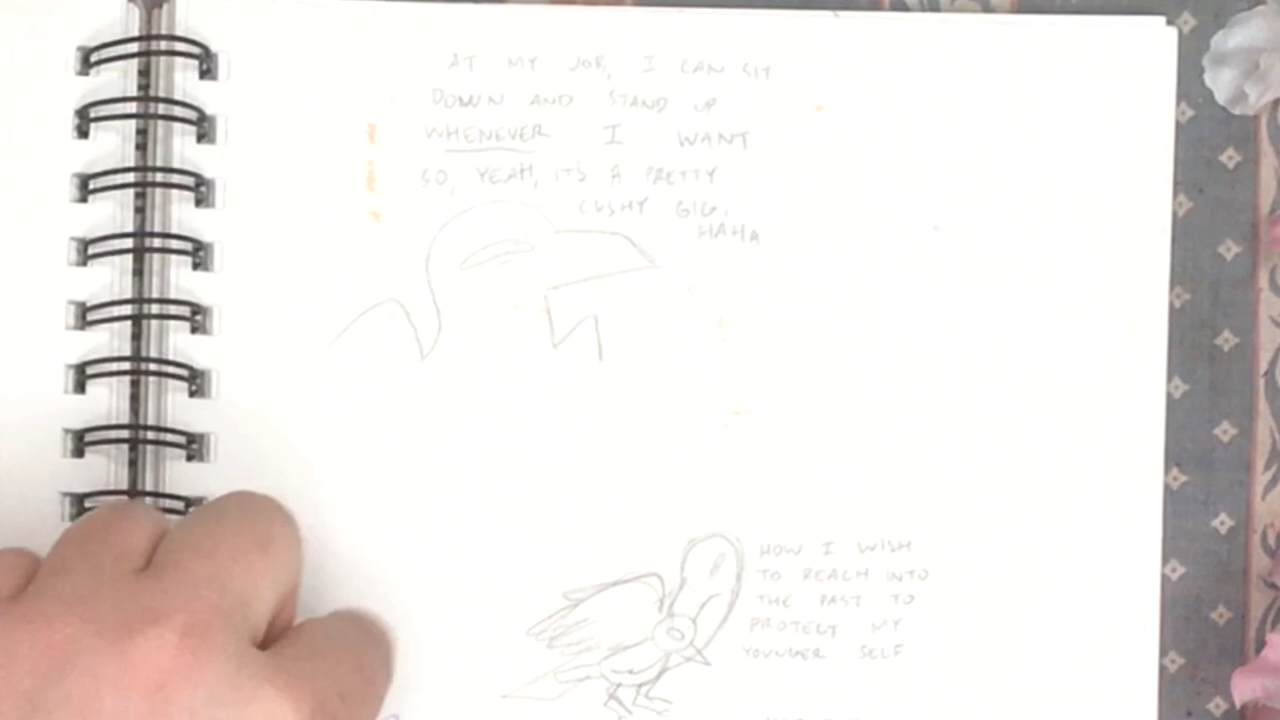 AT MY JOB, I CAN SIT
DOWN AND STAND UP
WHENEVER I WANT
SO, YEAH, IT'S A PRETTY
CUSHY GIG,
HAHA
HOW I WISH
TO REACH INTO
THE PAST TO
PROTECT MY
YOUNGER SELF